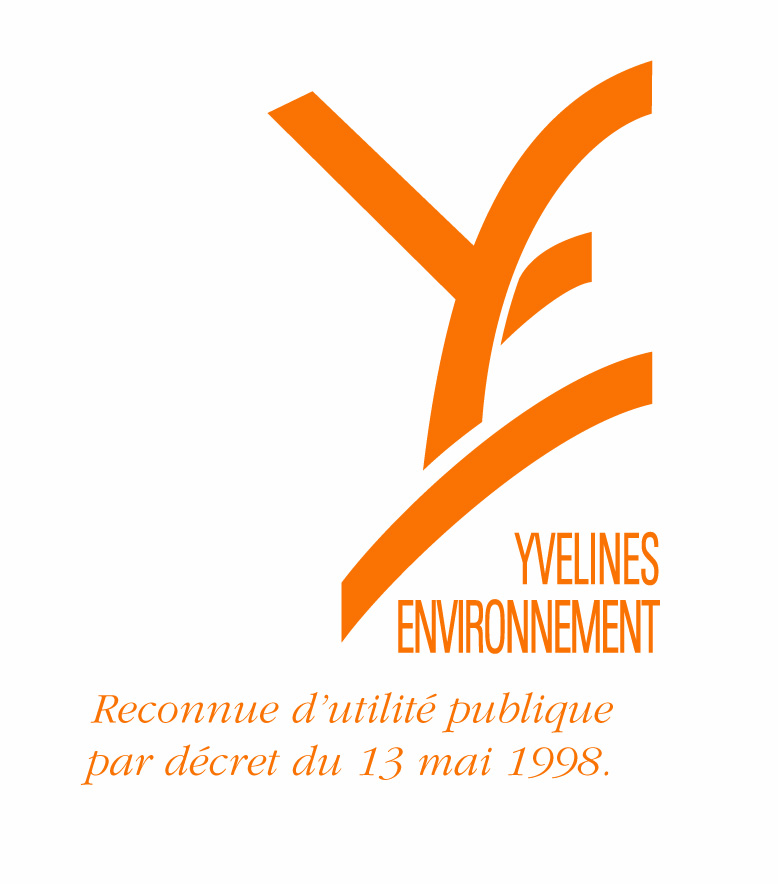 YVELINES
ENVIRONNEMENT
Reconnue d'utilité publique
par décret du 13 mai 1998.